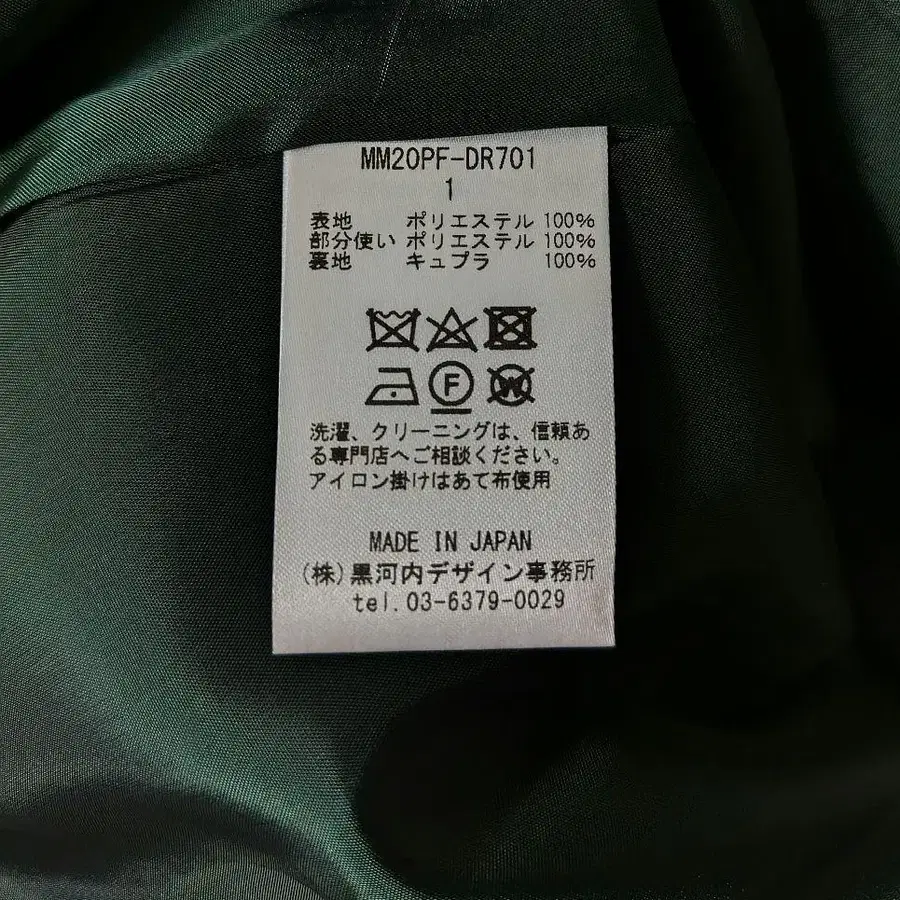 MM20PF-DR701
1
表地 ポリエステル 100%
部分使い ポリエステル 100%
裏地 キュプラ 100%
F W
洗濯、クリーニングは、信頼あ
る専門店へご相談ください。
アイロン掛けはあて布使用
MADE IN JAPAN
(株)黒河内デザイン事務所
tel.03-6379-0029